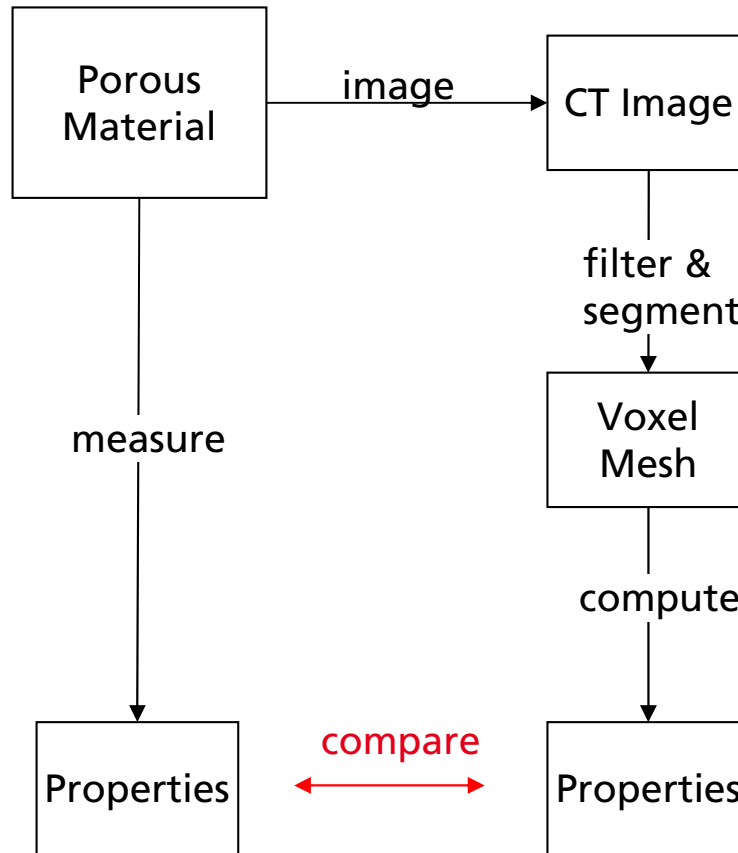 Porous
Material
image
CT Image
filter &
segment
Voxel
Mesh
measure
compute
compare
Properties
Properties